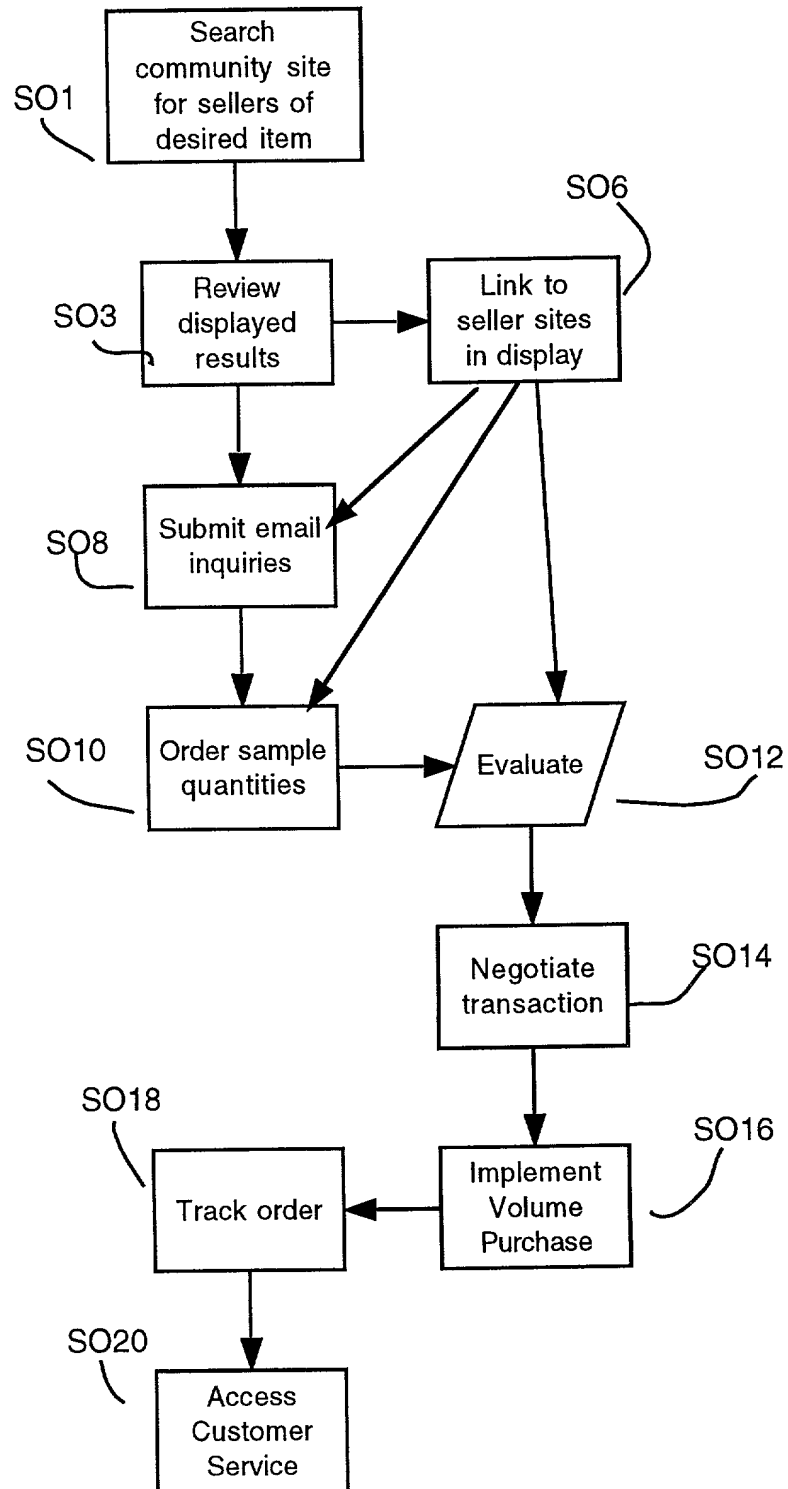 Search
community site
for sellers of
desired item
SO1
SO6
Review
displayed
results
SO3
Link to
seller sites
in display
Submit email
inquiries
SO8
Order sample
quantities
SO10
Evaluate
SO12
Negotiate
transaction
SO14
SO18
Track order
SO16
Implement
Volume
Purchase
SO20
Access
Customer
Service